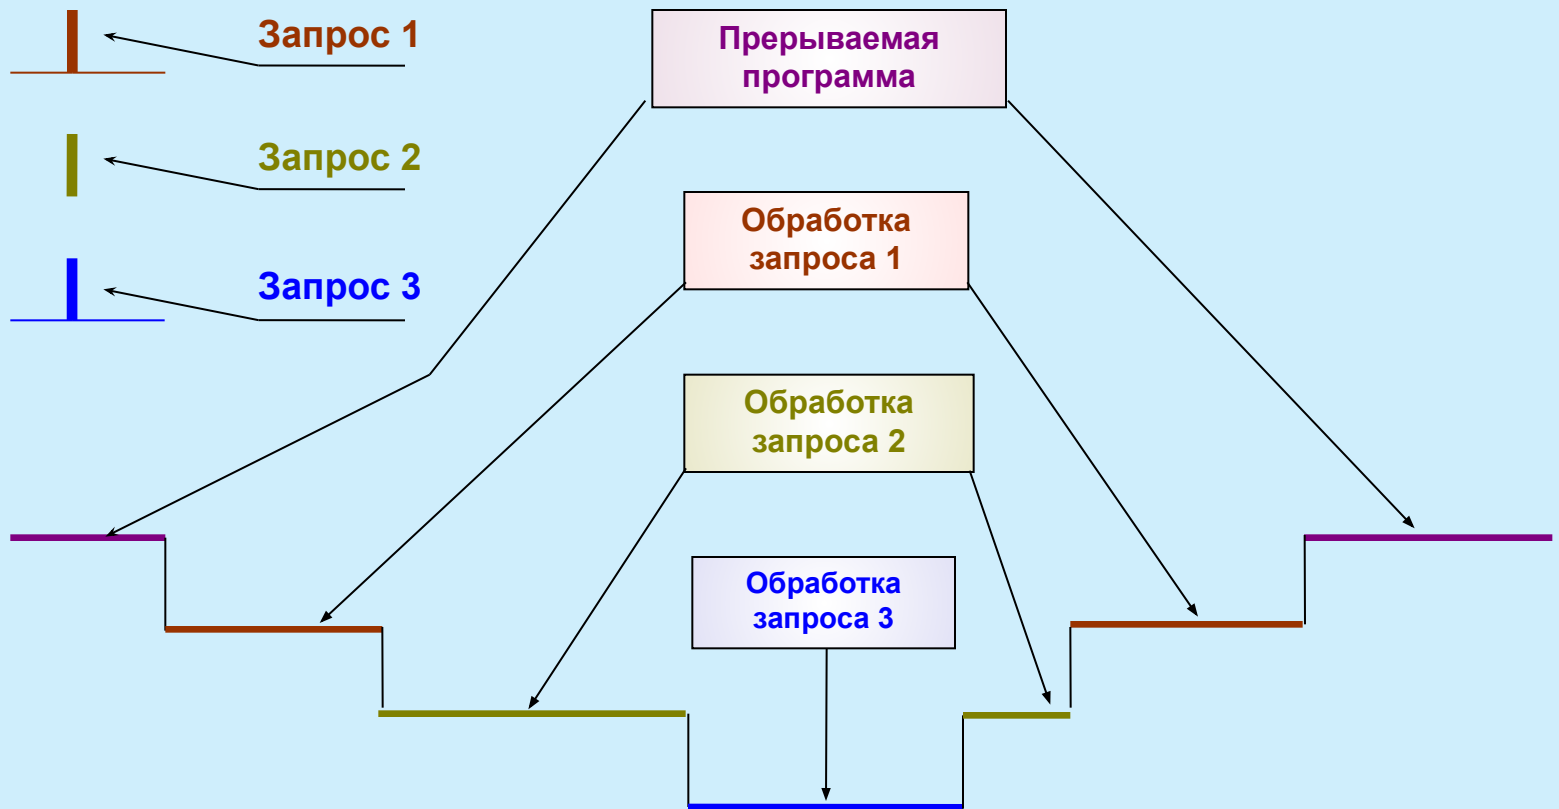 Запрос 1
Прерываемая
программа
Запрос 2
Обработка
запроса 1
Запрос 3
Обработка
запроса 2
Обработка
запроса 3